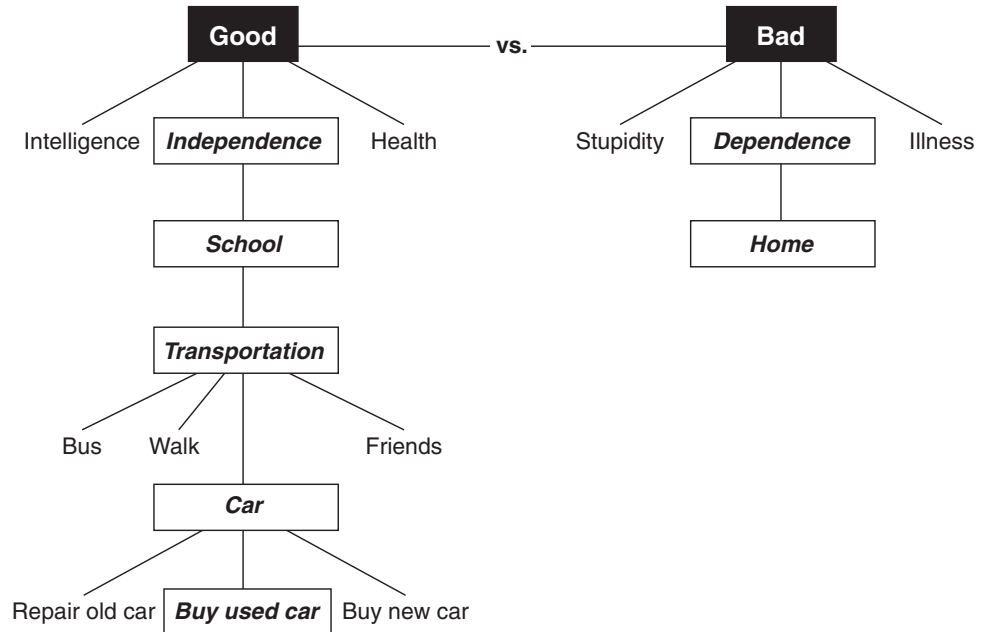 Good vs. Bad
Intelligence Independence Health Stupidity Dependence Illness
School Home
Transportation
Bus Walk Friends
Car
Repair old car Buy used car Buy new car